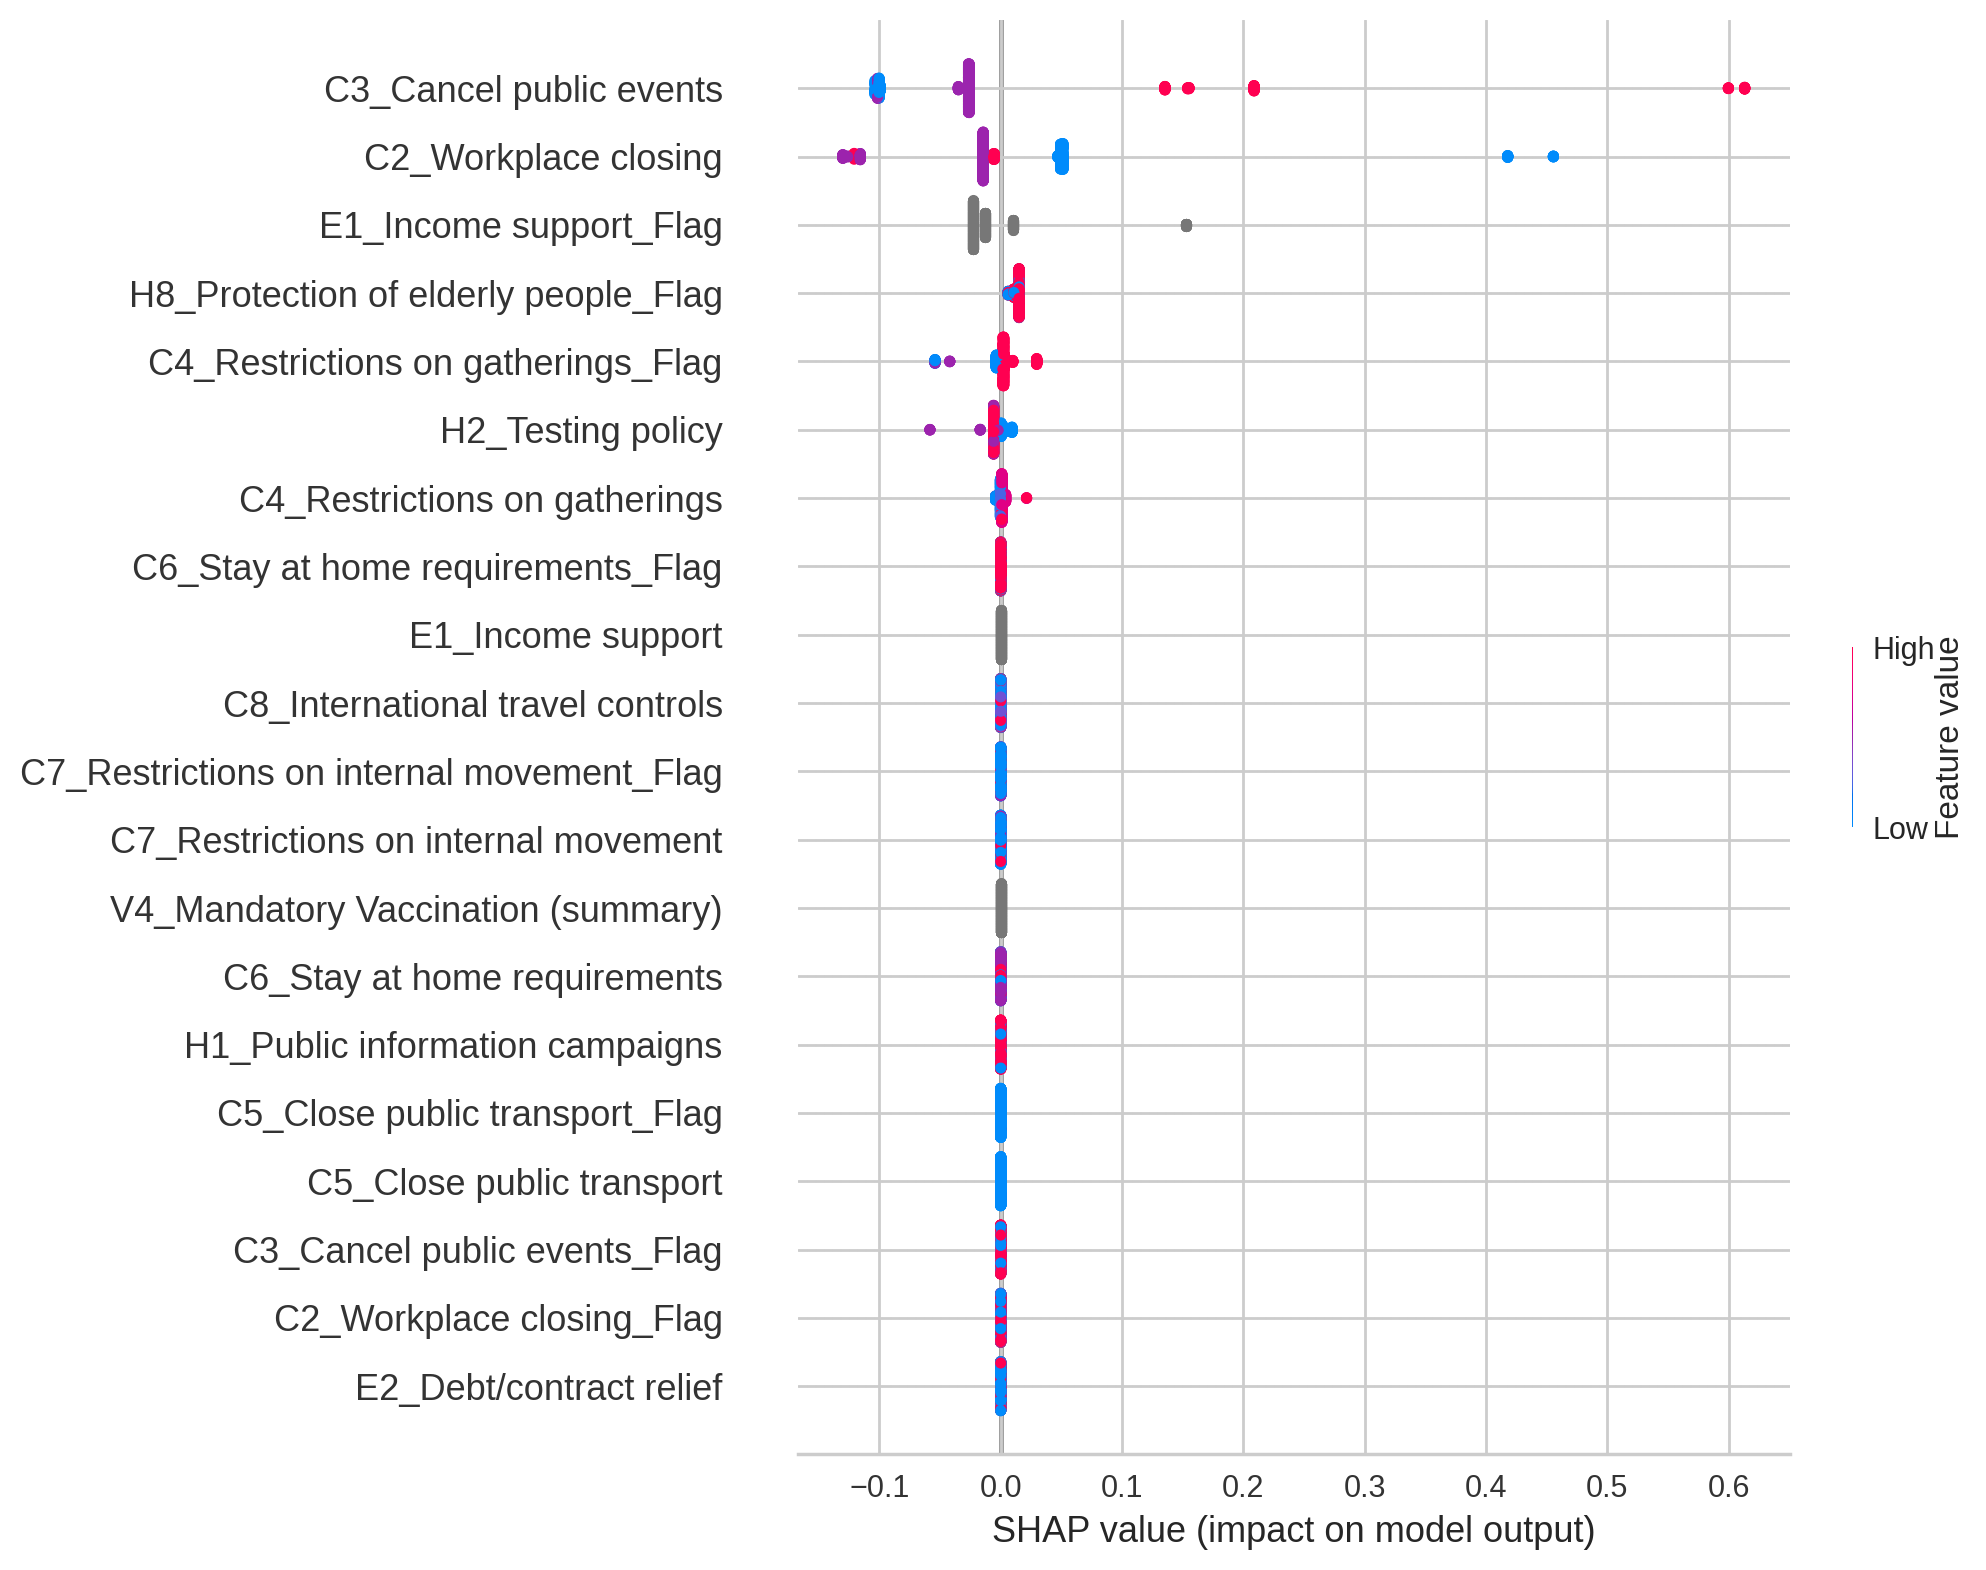 C3_Cancel public events
C2_Workplace closing
E1_Income support_Flag
H8_Protection of elderly people_Flag
C4_Restrictions on gatherings_Flag
H2_Testing policy
C4_Restrictions on gatherings
C6_Stay at home requirements_Flag
E1_Income support
C8_International travel controls
C7_Restrictions on internal movement_Flag
C7_Restrictions on internal movement
V4_Mandatory Vaccination (summary)
C6_Stay at home requirements
H1_Public information campaigns
C5_Close public transport_Flag
C5_Close public transport
C3_Cancel public events_Flag
C2_Workplace closing_Flag
E2_Debt/contract relief
−0.1 0.0 0.1 0.2 0.3 0.4 0.5 0.6
SHAP value (impact on model output)
High
Low
Feature value